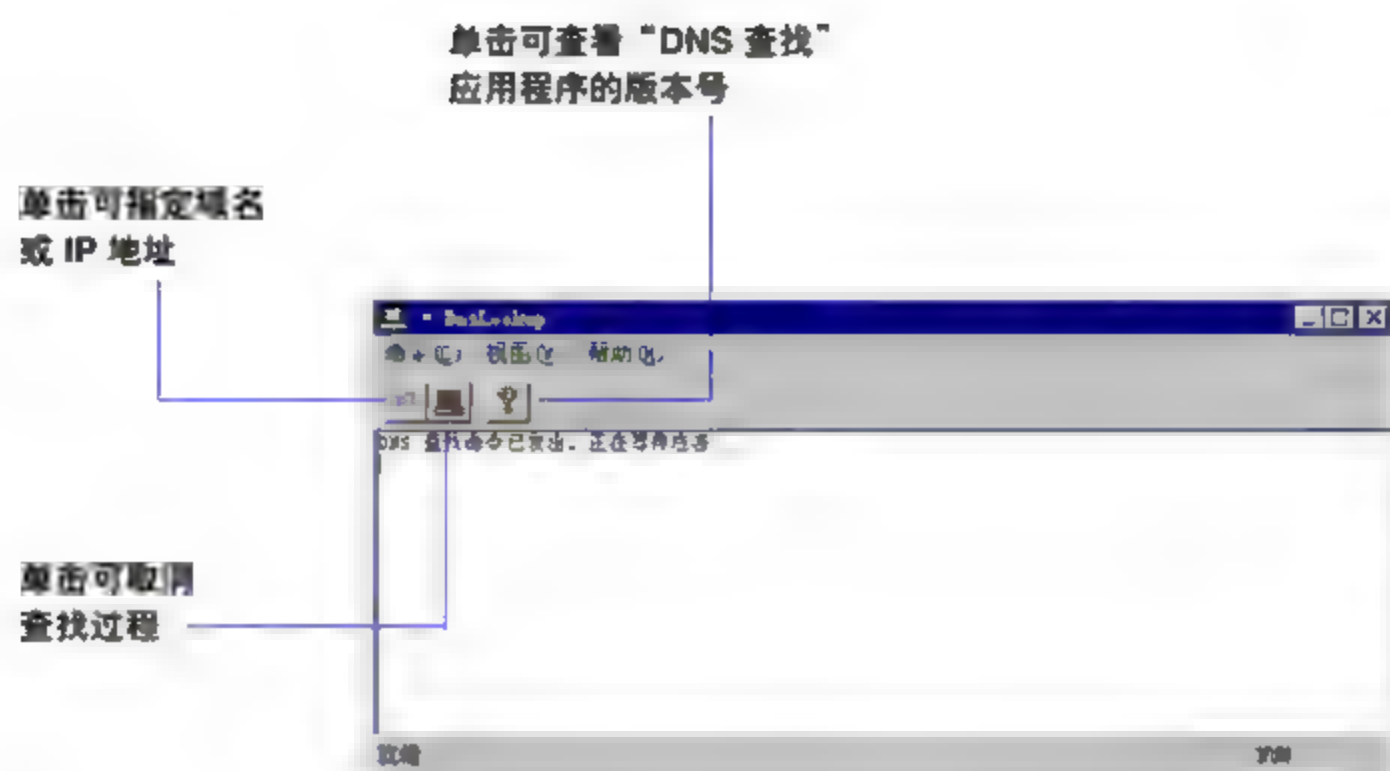 单击可查看“DNS 查找”
应用程序的版本号
单击可指定域名
或 IP 地址
帮助
DNS 查找命令已发出. 正在等待应答
单击可取消
查找过程
就绪